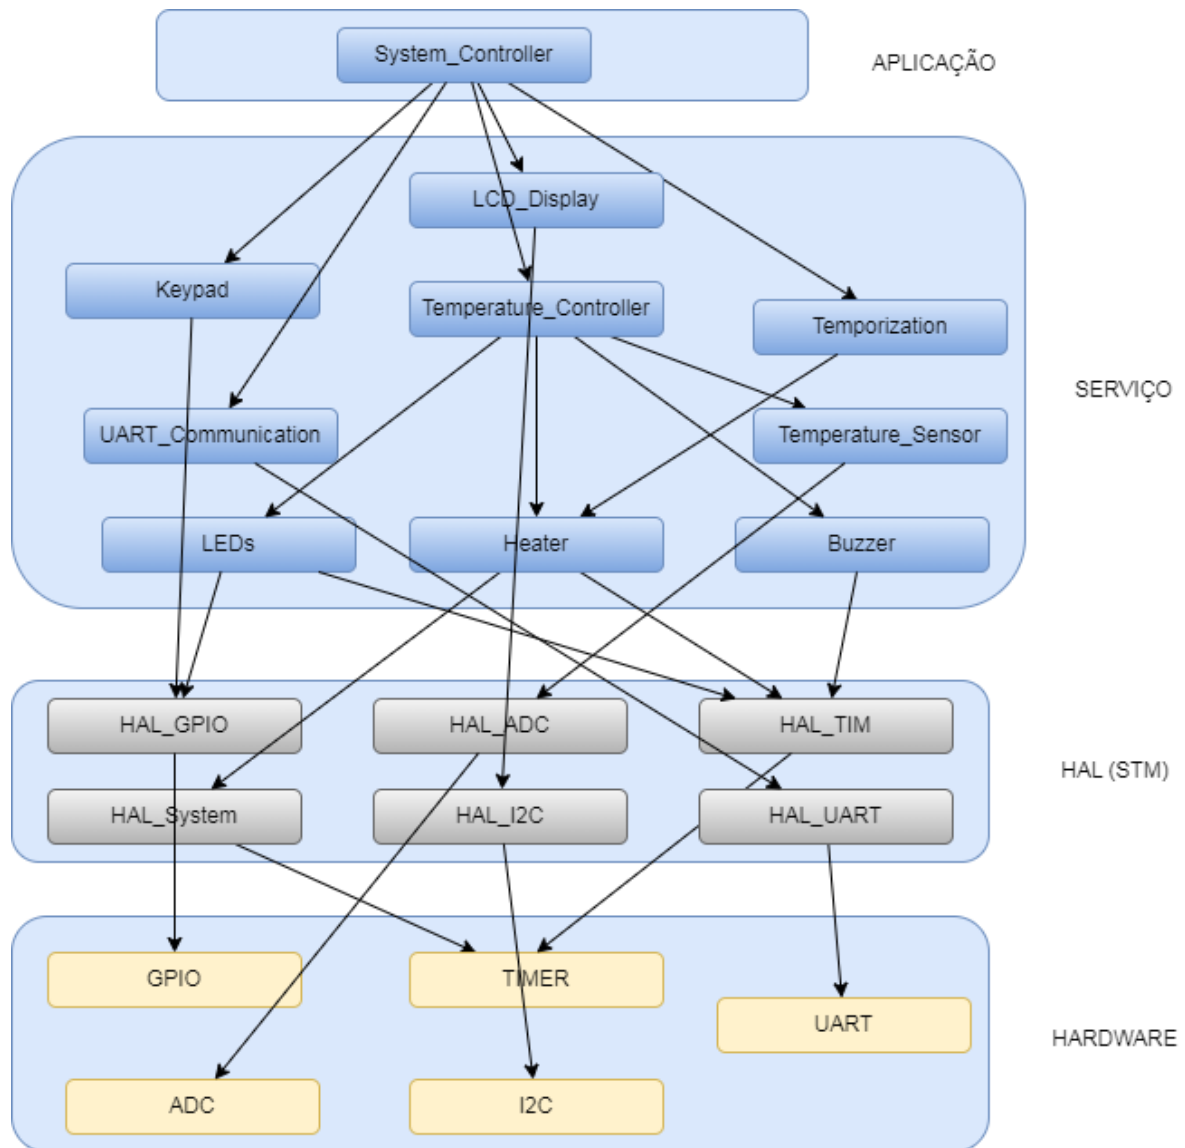 System_Controller
APLICAÇÃO
LCD_Display
Keypad
Temperature_Controller
Temporization
SERVIÇO
UART_Communication
Temperature_Sensor
LEDs
Heater
Buzzer
HAL_GPIO
HAL_ADC
HAL_TIM
HAL (STM)
HAL_System
HAL_I2C
HAL_UART
GPIO
TIMER
UART
HARDWARE
ADC
I2C